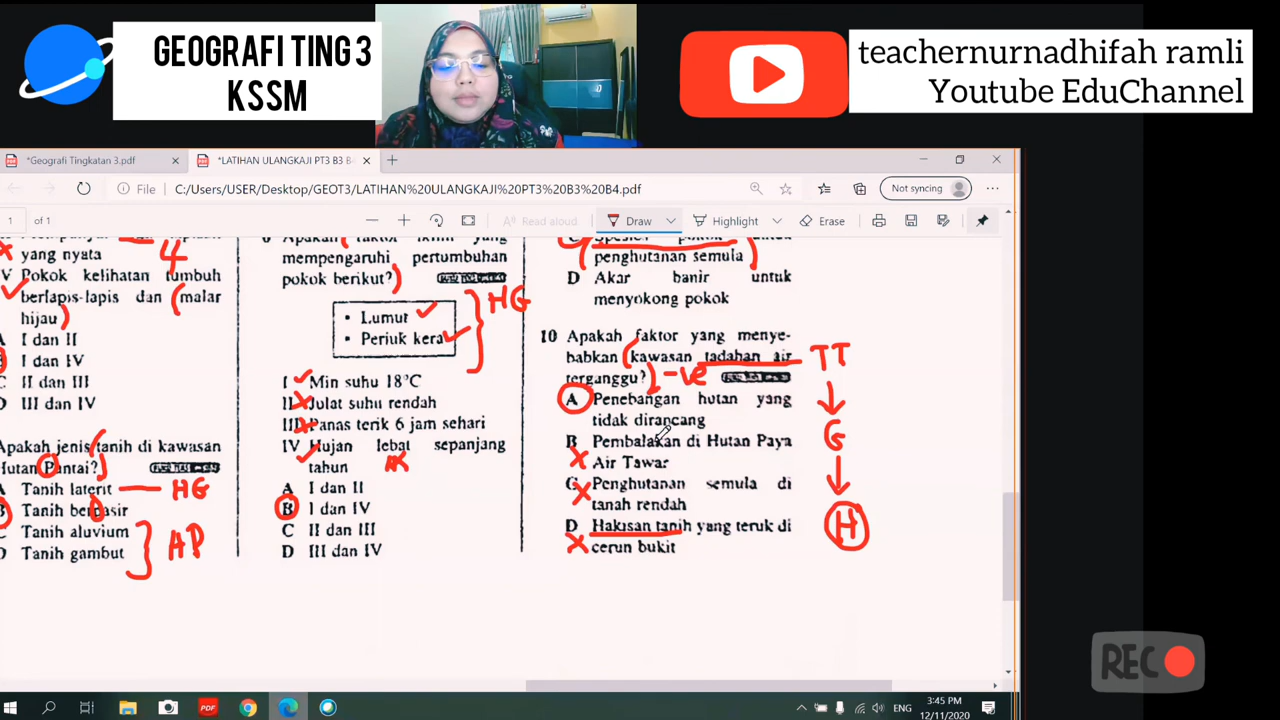 GEOGRAFI TING 3
KSSM
teachernurnadhifah ramli
Youtube EduChannel
*Geografi Tingkatan 3.pdf
*LATIHAN ULANGKAJI PT3 B3 B
File
C:/Users/USER/Desktop/GEOT3/LATIHAN%20ULANGKAJI%20PT3%20B3%20B4.pdf
Not syncing
1 of 1
Read aloud
Draw
Highlight
Erase
yang nyata
4
V Pokok kelihatan tumbuh
berlapis-lapis dan (malar
hijau)
A I dan II
I dan IV
C II dan III
D III dan IV
Apakah jenis (tanih di kawasan
Hutan Pantai?)
A Tanih laterit — HG
Tanih berpasir
C Tanih aluvium
D Tanih gambut
AP
6 Apakah (faktor iklim yang
mempengaruhi pertumbuhan
pokok berikut?)
• Lumut
• Periuk kera
HG
I Min suhu 18°C
II Julat suhu rendah
III Panas terik 6 jam sehari
IV Hujan lebat sepanjang
tahun
A I dan II
B I dan IV
C II dan III
D III dan IV
C Spesies pokok untuk
penghutanan semula)
D Akar banir untuk
menyokong pokok
10 Apakah faktor yang menye-
babkan (kawasan tadahan air
terganggu?) -ve
A Penebangan hutan yang
tidak dirancang
B Pembalakan di Hutan Paya
Air Tawar
C Penghutanan semula di
tanah rendah
D Hakisan tanih yang teruk di
cerun bukit
TT
G
H
REC
ENG
3:45 PM
12/11/2020